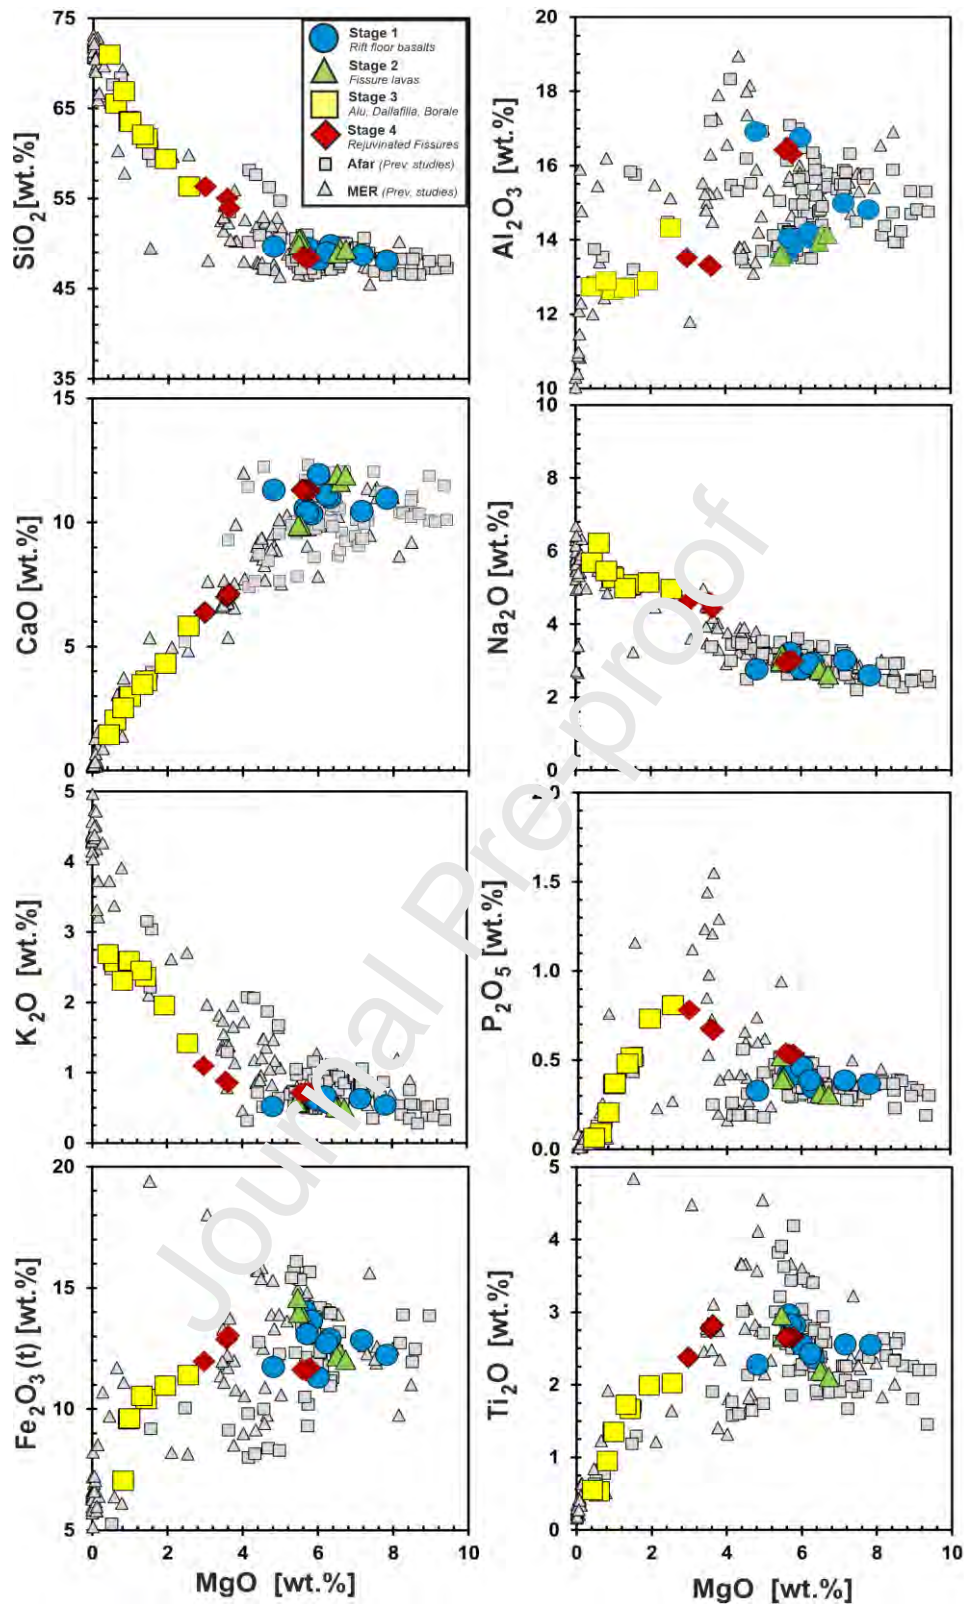 75
65
55
45
35
SiO2[wt.%]
Stage 1
Rift floor basalts
Stage 2
Fissure lavas
Stage 3
Alu, Dallafilla, Borale
Stage 4
Rejuvinated Fissures
Afar (Prev. studies)
MER (Prev. studies)
20
18
16
14
12
10
Al2O3 [wt.%]
15
10
5
0
CaO [wt.%]
10
8
6
4
2
0
Na2O [wt.%]
5
4
3
2
1
0
K2O [wt.%]
1.5
1.0
0.5
0.0
P2O5 [wt.%]
20
15
10
5
Fe2O3(t) [wt.%]
0 2 4 6 8 10
MgO [wt.%]
5
4
3
2
1
0
Ti2O [wt.%]
0 2 4 6 8 10
MgO [wt.%]
Journal Pre-proof